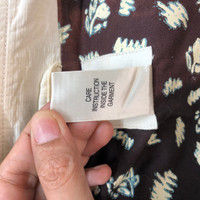 CARE
INSTRUCTION
INSIDE THE
GARMENT